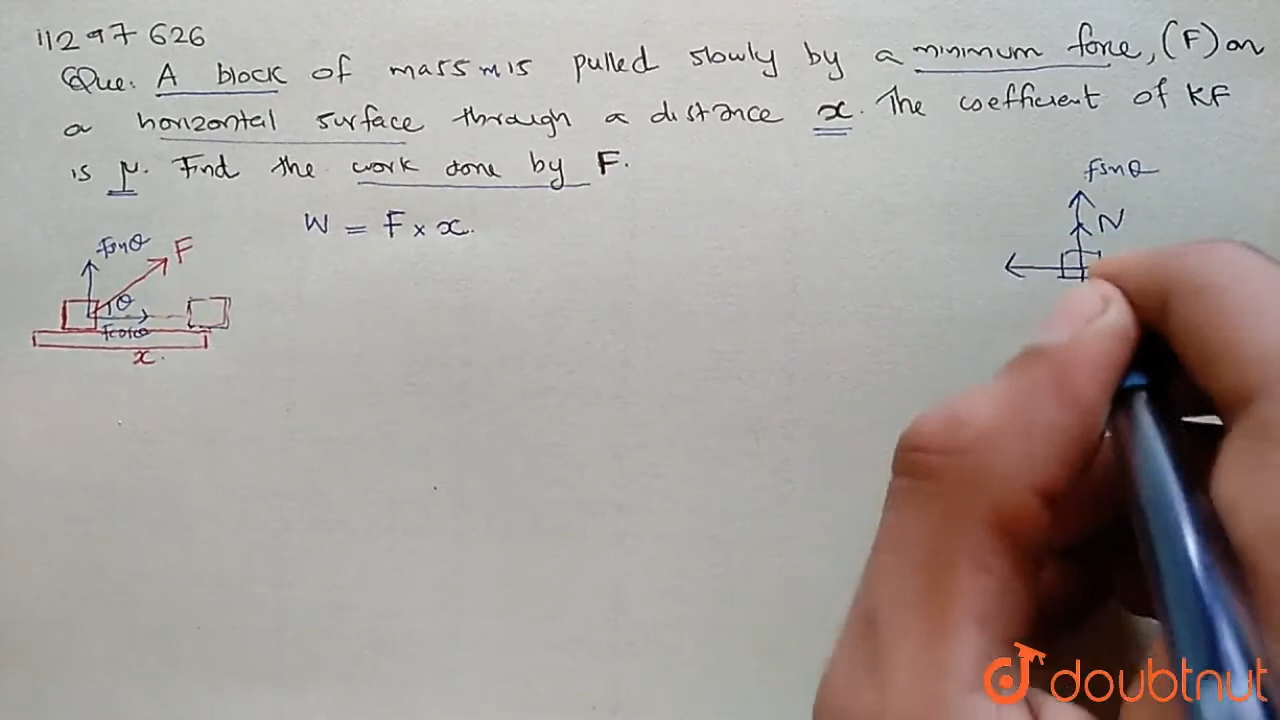 11297626
Que. A block of mass m is pulled slowly by a minimum force, (F) on
a horizontal surface through a distance x. The coefficient of KF
is μ. Find the work done by F.
W = F × x.
fsinθ
N
fsinθ
F
θ
fcosθ
x.
doubtnut